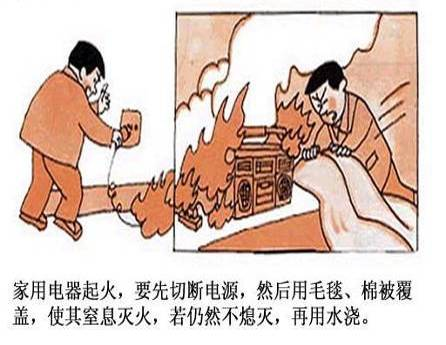 家用电器起火，要先切断电源，然后用毛毯、棉被覆
盖，使其窒息灭火，若仍然不熄灭，再用水浇。